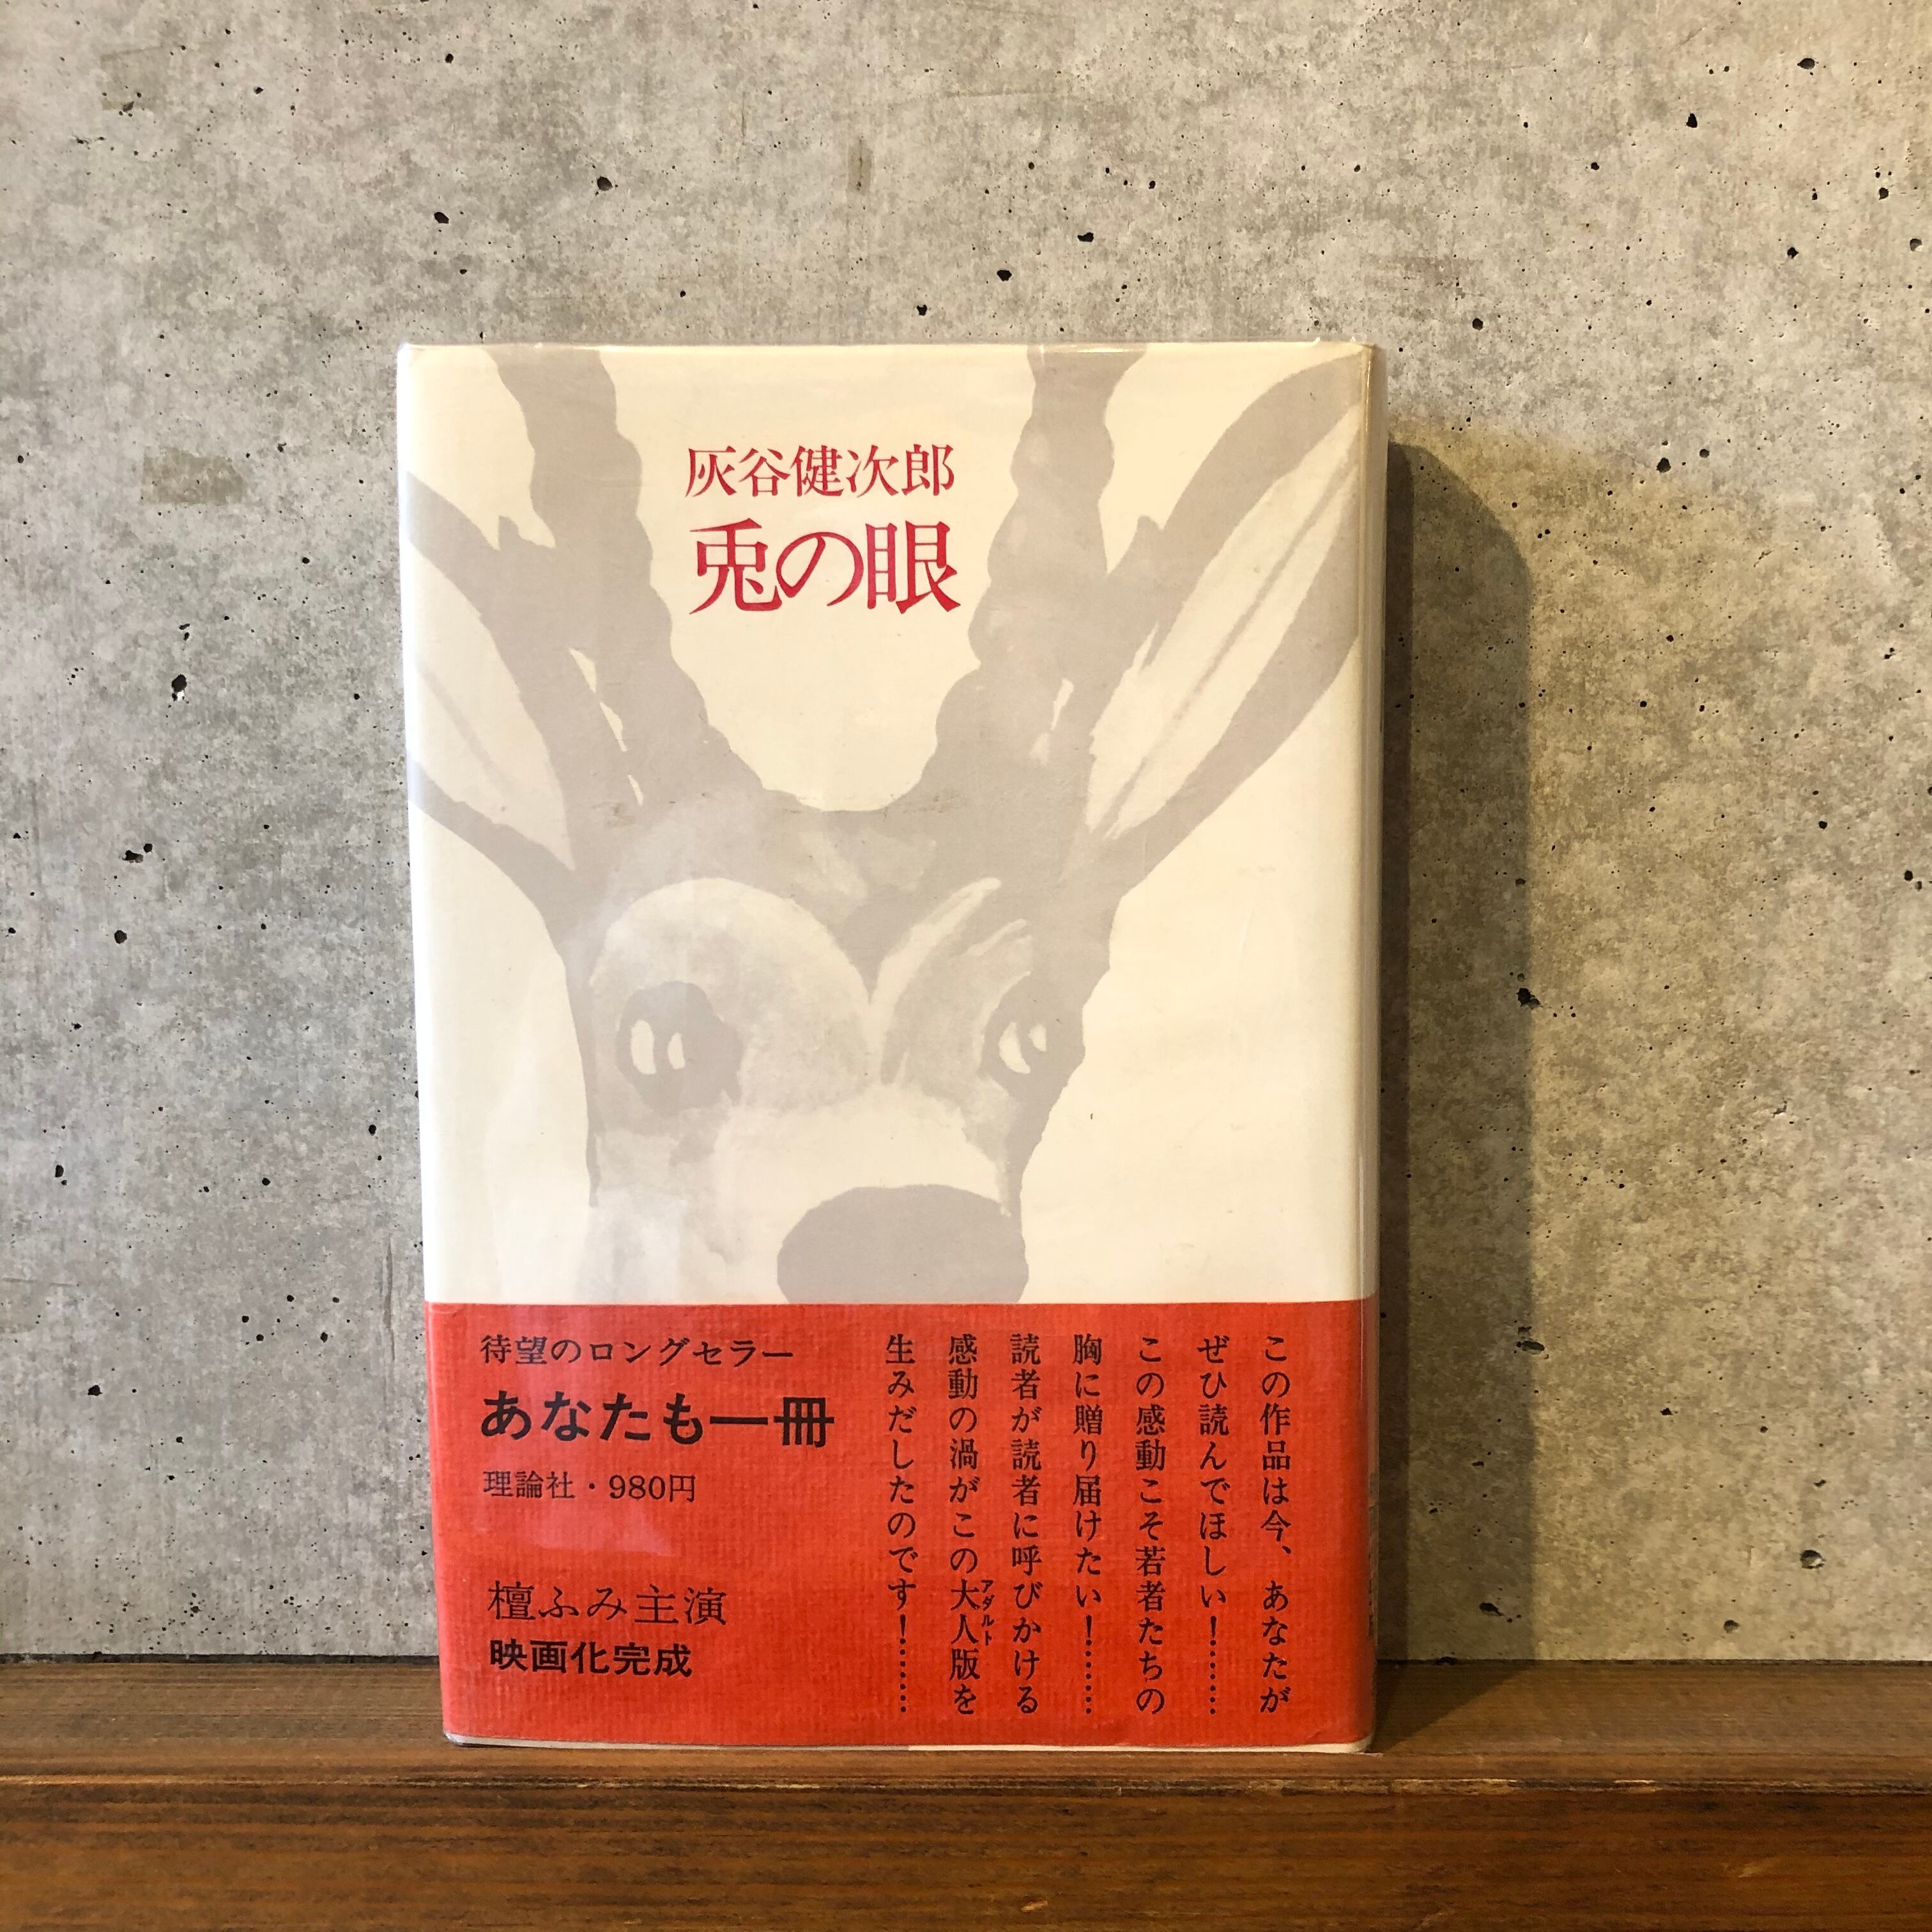 灰谷健次郎
兎の眼
待望のロングセラー
あなたも一冊
理論社・980円
檀ふみ主演
映画化完成
この作品は今、あなたが
ぜひ読んでほしい！……
この感動こそ若者たちの
胸に贈り届けたい！……
読者が読者に呼びかける
感動の渦がこの大人版を
アダルト
生みだしたのです！……